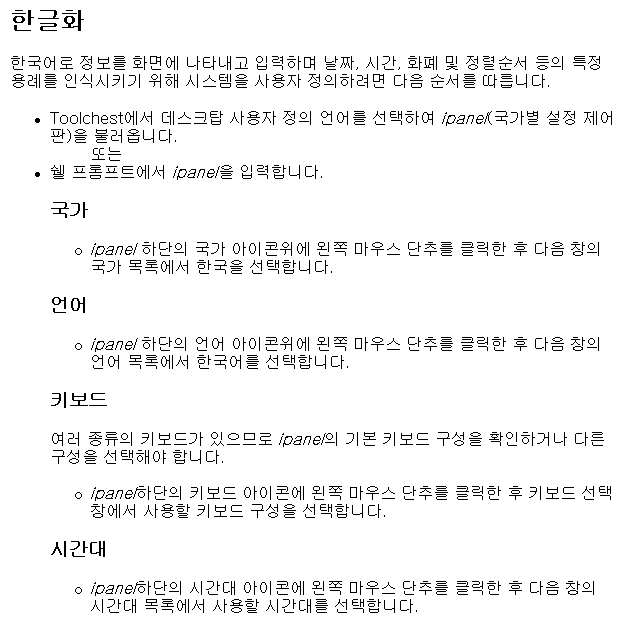 한글화
한국어로 정보를 화면에 나타내고 입력하며 날짜, 시간, 화폐 및 정렬순서 등의 특정
용례를 인식시키기 위해 시스템을 사용자 정의하려면 다음 순서를 따릅니다.
Toolchest에서 데스크탑 사용자 정의 언어를 선택하여 ipanel(국가별 설정 제어
판)을 불러옵니다.
또는
쉘 프롬프트에서 ipanel을 입력합니다.
국가
ipanel 하단의 국가 아이콘위에 왼쪽 마우스 단추를 클릭한 후 다음 창의
국가 목록에서 한국을 선택합니다.
언어
ipanel 하단의 언어 아이콘위에 왼쪽 마우스 단추를 클릭한 후 다음 창의
언어 목록에서 한국어를 선택합니다.
키보드
여러 종류의 키보드가 있으므로 ipanel의 기본 키보드 구성을 확인하거나 다른
구성을 선택해야 합니다.
ipanel하단의 키보드 아이콘에 왼쪽 마우스 단추를 클릭한 후 키보드 선택
창에서 사용할 키보드 구성을 선택합니다.
시간대
ipanel하단의 시간대 아이콘에 왼쪽 마우스 단추를 클릭한 후 다음 창의
시간대 목록에서 사용할 시간대를 선택합니다.